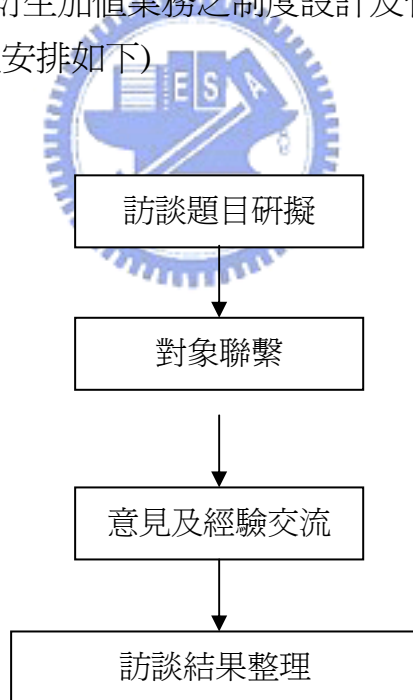 衍生加值業務之制度設計及
安排如下)
ESA
訪談題目研擬
對象聯繫
意見及經驗交流
訪談結果整理